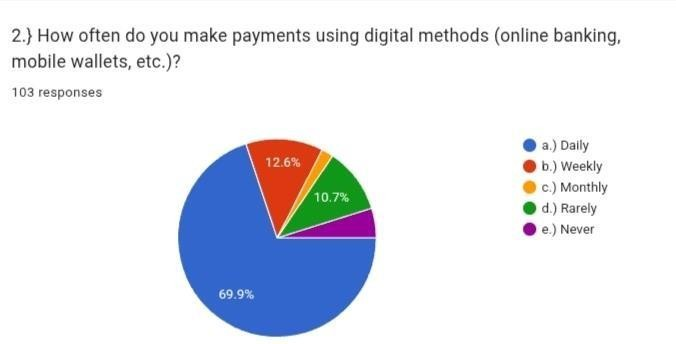 2.} How often do you make payments using digital methods (online banking,
mobile wallets, etc.)?
103 responses
12.6%
10.7%
69.9%
a.) Daily
b.) Weekly
c.) Monthly
d.) Rarely
e.) Never